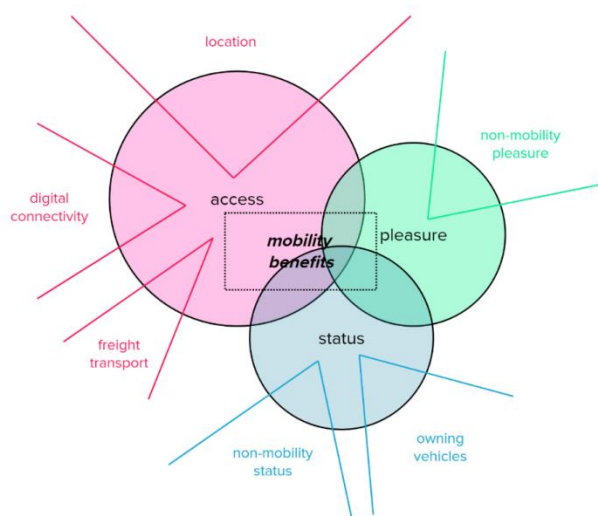 location
non-mobility
pleasure
digital
connectivity
access
pleasure
mobility
benefits
freight
transport
status
non-mobility
status
owning
vehicles